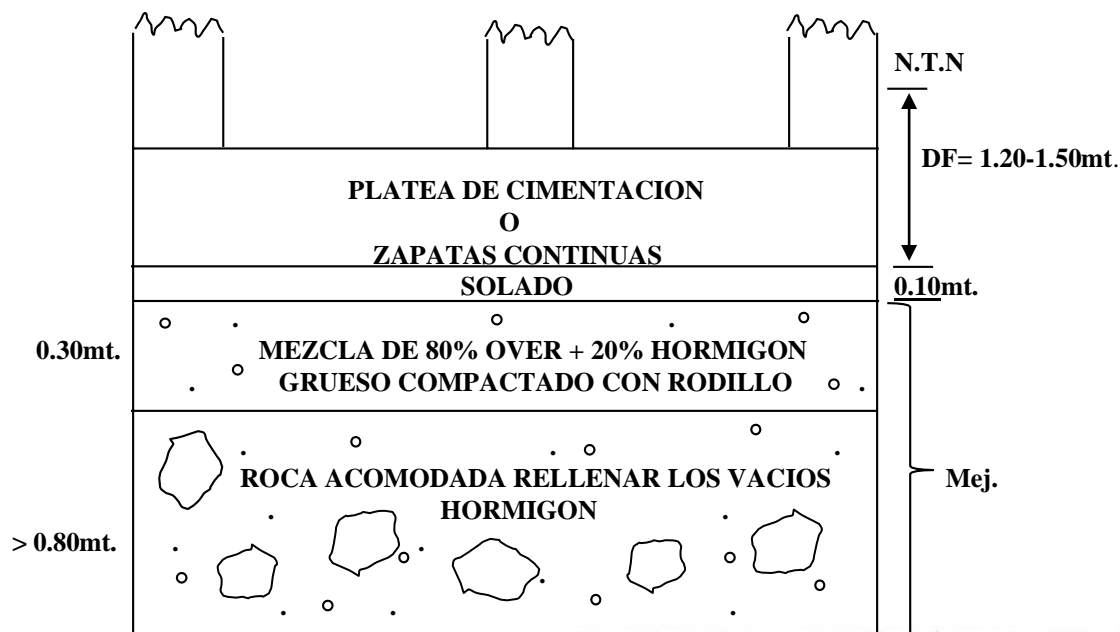 N.T.N
DF= 1.20-1.50mt.
PLATEA DE CIMENTACION
O
ZAPATAS CONTINUAS
SOLADO
0.10mt.
0.30mt.
MEZCLA DE 80% OVER + 20% HORMIGON
GRUESO COMPACTADO CON RODILLO
ROCA ACOMODADA RELLENAR LOS VACIOS
HORMIGON
Mej.
> 0.80mt.